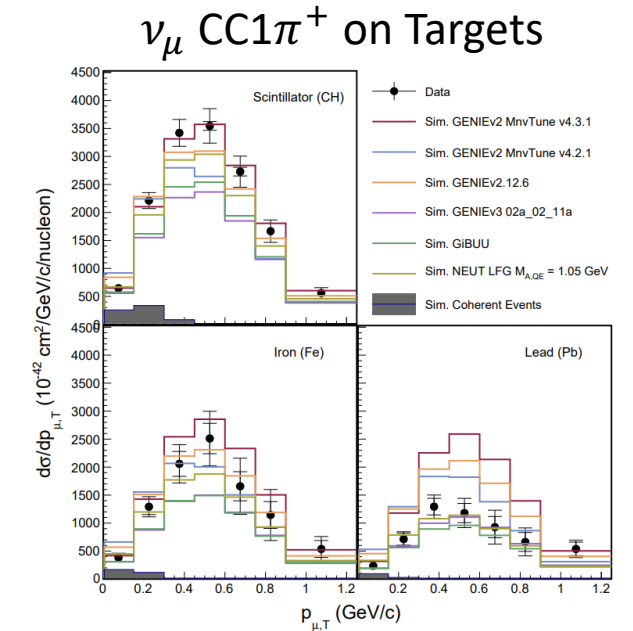 ν_μ CC1π⁺ on Targets
4500
4000
3500
3000
2500
2000
1500
1000
500
0
Scintillator (CH)
Data
Sim. GENIEv2 MnvTune v4.3.1
Sim. GENIEv2 MnvTune v4.2.1
Sim. GENIEv2.12.6
Sim. GENIEv3 02a_02_11a
Sim. GiBUU
Sim. NEUT LFG M_A,QE = 1.05 GeV
Sim. Coherent Events
dσ/dp_μ,T (10⁻⁴² cm²/GeV/c/nucleon)
4500
4000
3500
3000
2500
2000
1500
1000
500
0
Iron (Fe)
Lead (Pb)
0 0.2 0.4 0.6 0.8 1 1.2
0.2 0.4 0.6 0.8 1 1.2
p_μ,T (GeV/c)